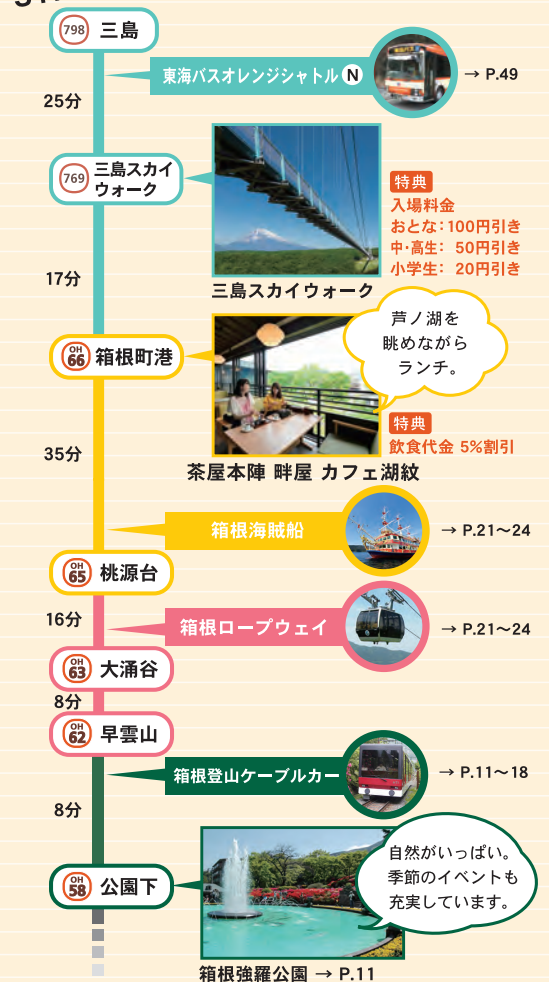 798 三島
東海バスオレンジシャトル N
→ P.49
25分
769 三島スカイ
ウォーク
特典
入場料金
おとな：100円引き
中・高生： 50円引き
小学生： 20円引き
17分
三島スカイウォーク
OH
66 箱根町港
芦ノ湖を
眺めながら
ランチ。
特典
飲食代金 5%割引
35分
茶屋本陣 畔屋 カフェ湖紋
箱根海賊船
→ P.21〜24
OH
65 桃源台
16分
箱根ロープウェイ
→ P.21〜24
OH
63 大涌谷
8分
OH
62 早雲山
箱根登山ケーブルカー
→ P.11〜18
8分
自然がいっぱい。
季節のイベントも
充実しています。
OH
58 公園下
箱根強羅公園 → P.11